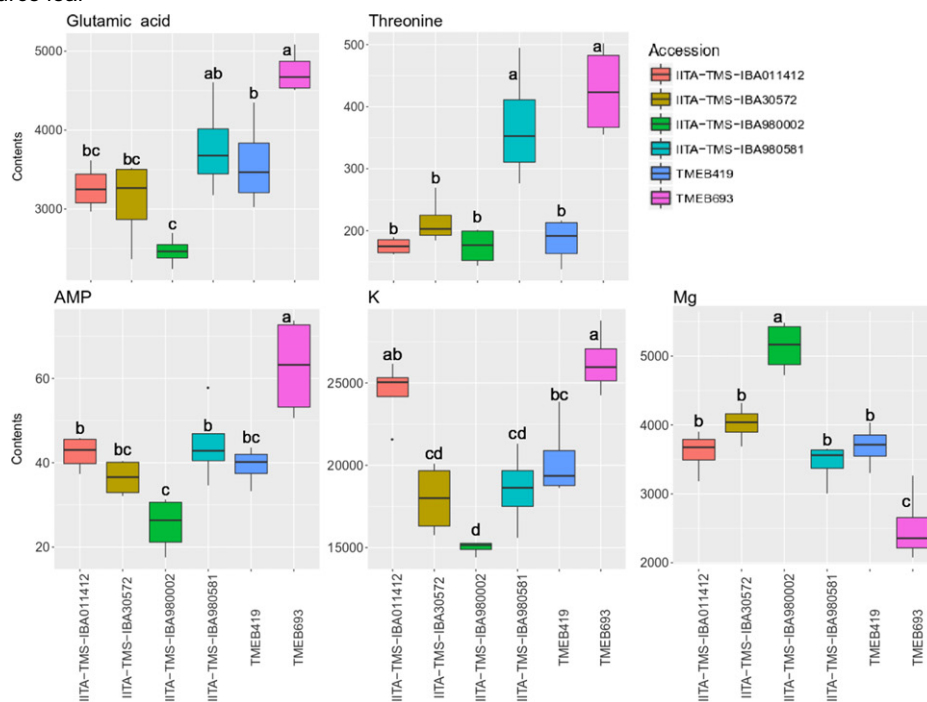 Glutamic acid
Threonine
Contents
5000
4000
3000
bc
bc
c
ab
b
a
500
400
300
200
b
b
b
a
b
a
Accession
IITA-TMS-IBA011412
IITA-TMS-IBA30572
IITA-TMS-IBA980002
IITA-TMS-IBA980581
TMEB419
TMEB693
AMP
K
Mg
Contents
60
40
20
b
bc
c
b
bc
a
25000
20000
15000
ab
cd
d
cd
bc
a
5000
4000
3000
2000
b
b
a
b
b
c
IITA-TMS-IBA011412
IITA-TMS-IBA30572
IITA-TMS-IBA980002
IITA-TMS-IBA980581
TMEB419
TMEB693
IITA-TMS-IBA011412
IITA-TMS-IBA30572
IITA-TMS-IBA980002
IITA-TMS-IBA980581
TMEB419
TMEB693
IITA-TMS-IBA011412
IITA-TMS-IBA30572
IITA-TMS-IBA980002
IITA-TMS-IBA980581
TMEB419
TMEB693